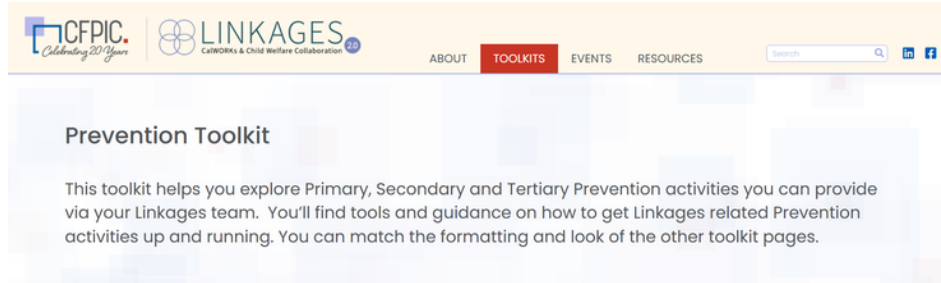 CFPIC.
Celebrating 20 Years
LINKAGES
CalWORKs & Child Welfare Collaboration 2.0
ABOUT TOOLKITS EVENTS RESOURCES
Search
in f
Prevention Toolkit
This toolkit helps you explore Primary, Secondary and Tertiary Prevention activities you can provide
via your Linkages team. You’ll find tools and guidance on how to get Linkages related Prevention
activities up and running. You can match the formatting and look of the other toolkit pages.